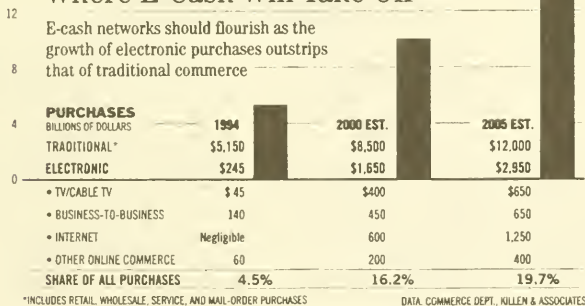 12
E-cash networks should flourish as the
growth of electronic purchases outstrips
8 that of traditional commerce
PURCHASES
4 BILLIONS OF DOLLARS 1994 2000 EST. 2005 EST.
TRADITIONAL* $5,150 $8,500 $12,000
ELECTRONIC $245 $1,650 $2,950
0
• TV/CABLE TV $45 $400 $650
• BUSINESS-TO-BUSINESS 140 450 650
• INTERNET Negligible 600 1,250
• OTHER ONLINE COMMERCE 60 200 400
SHARE OF ALL PURCHASES 4.5% 16.2% 19.7%
*INCLUDES RETAIL, WHOLESALE, SERVICE, AND MAIL-ORDER PURCHASES DATA: COMMERCE DEPT., KILLEN & ASSOCIATES